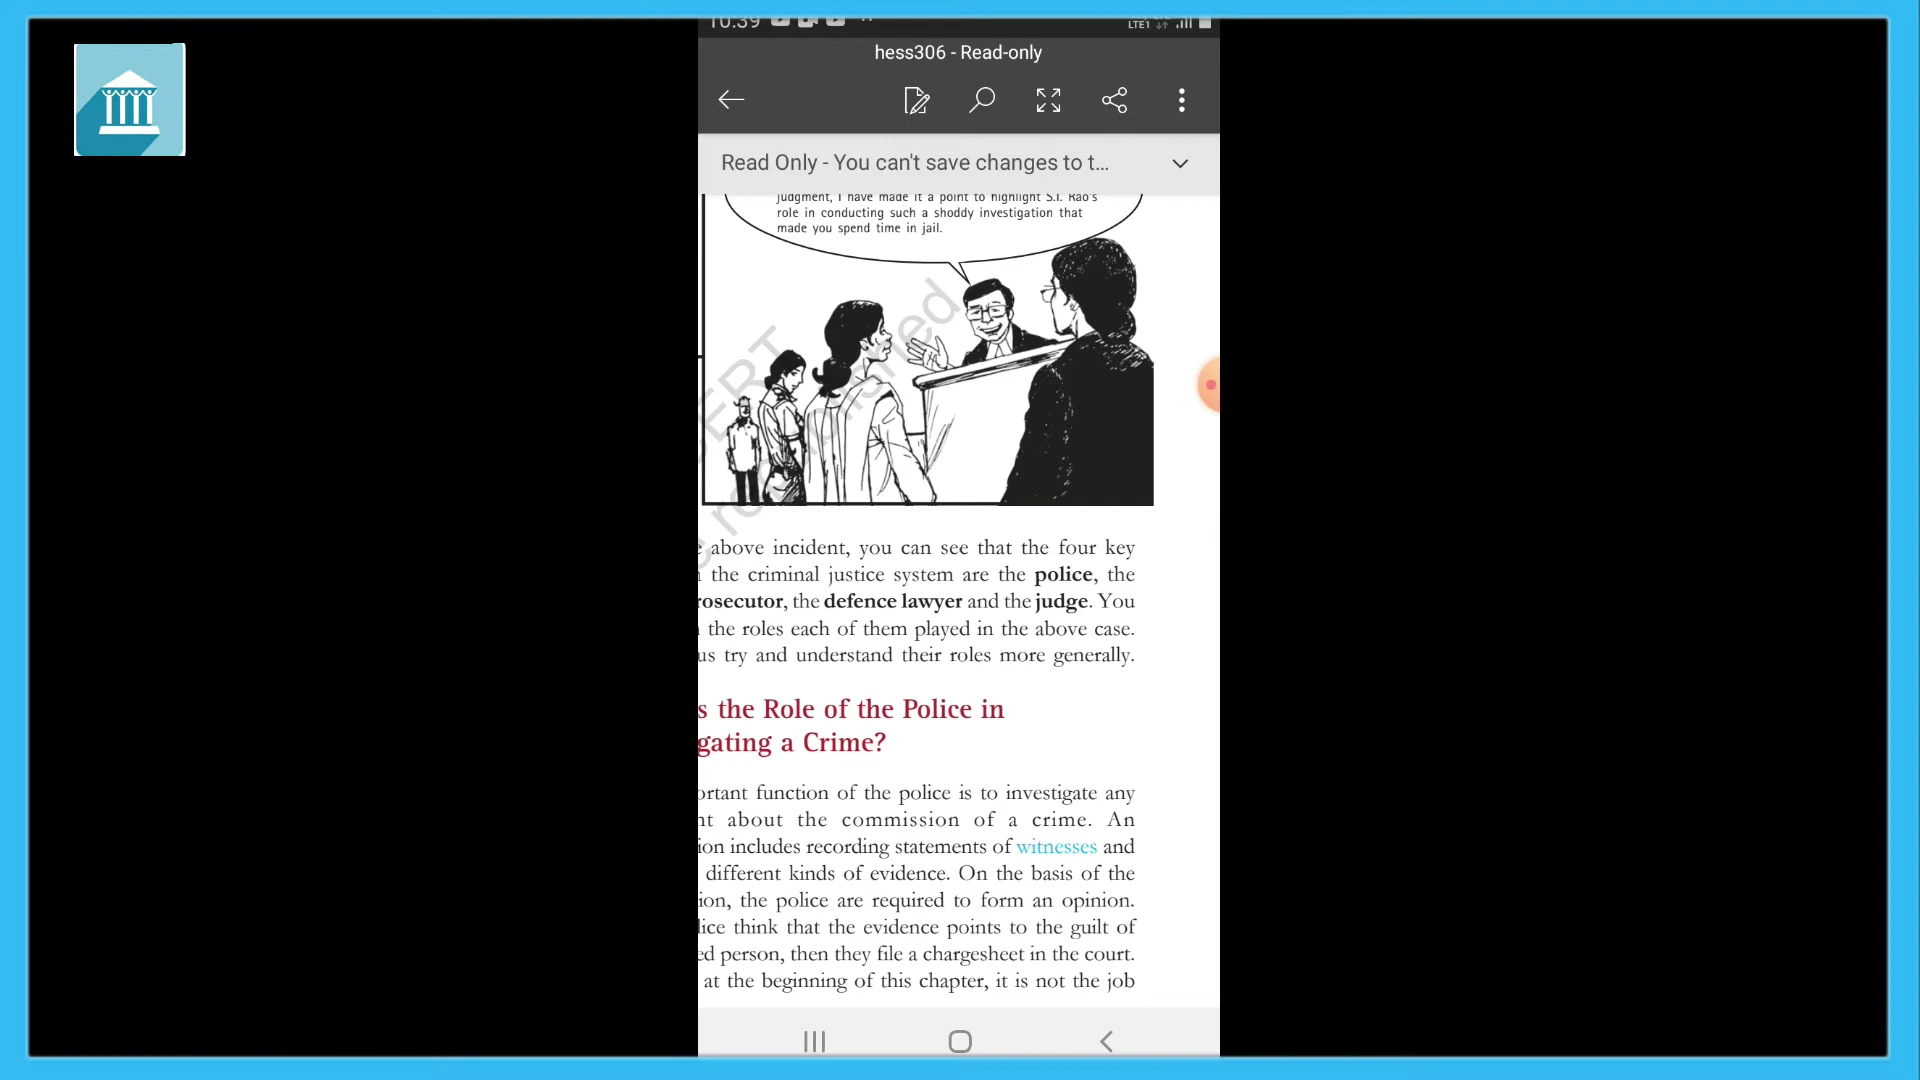 10:39
LTE1
hess306 - Read-only
Read Only - You can't save changes to t...
judgment, I have made it a point to highlight S.I. Rao's
role in conducting such a shoddy investigation that
made you spend time in jail.
above incident, you can see that the four key
the criminal justice system are the police, the
rosecutor, the defence lawyer and the judge. You
the roles each of them played in the above case.
us try and understand their roles more generally.
s the Role of the Police in
gating a Crime?
ortant function of the police is to investigate any
nt about the commission of a crime. An
ion includes recording statements of witnesses and
different kinds of evidence. On the basis of the
ion, the police are required to form an opinion.
lice think that the evidence points to the guilt of
ed person, then they file a chargesheet in the court.
at the beginning of this chapter, it is not the job